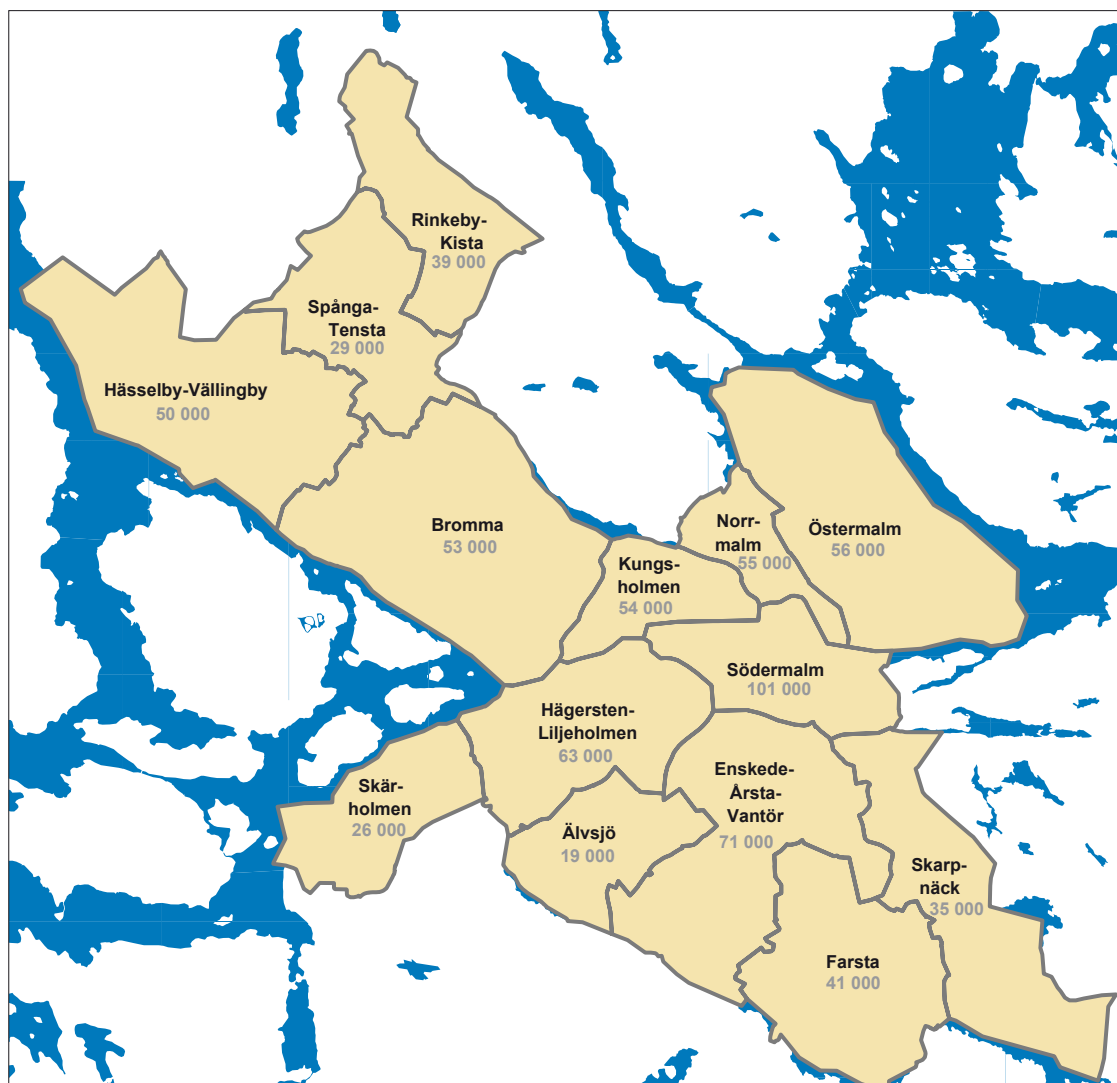 Rinkeby-
Kista
39 000
Spånga-
Tensta
29 000
Hässelby-Vällingby
50 000
Bromma
53 000
Norr-
malm
55 000
Östermalm
56 000
Kungs-
holmen
54 000
Södermalm
101 000
Hägersten-
Liljeholmen
63 000
Skär-
holmen
26 000
Enskede-
Årsta-
Vantör
71 000
Älvsjö
19 000
Skarp-
näck
35 000
Farsta
41 000